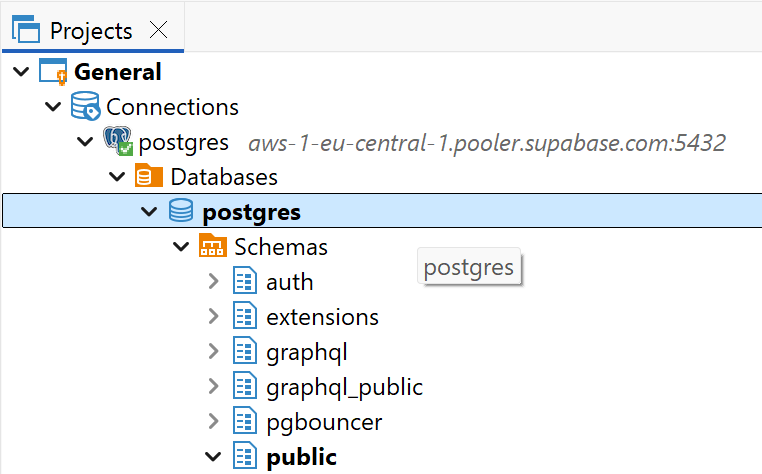 Projects
General
Connections
postgres aws-1-eu-central-1.pooler.supabase.com:5432
Databases
postgres
Schemas
postgres
auth
extensions
graphql
graphql_public
pgbouncer
public